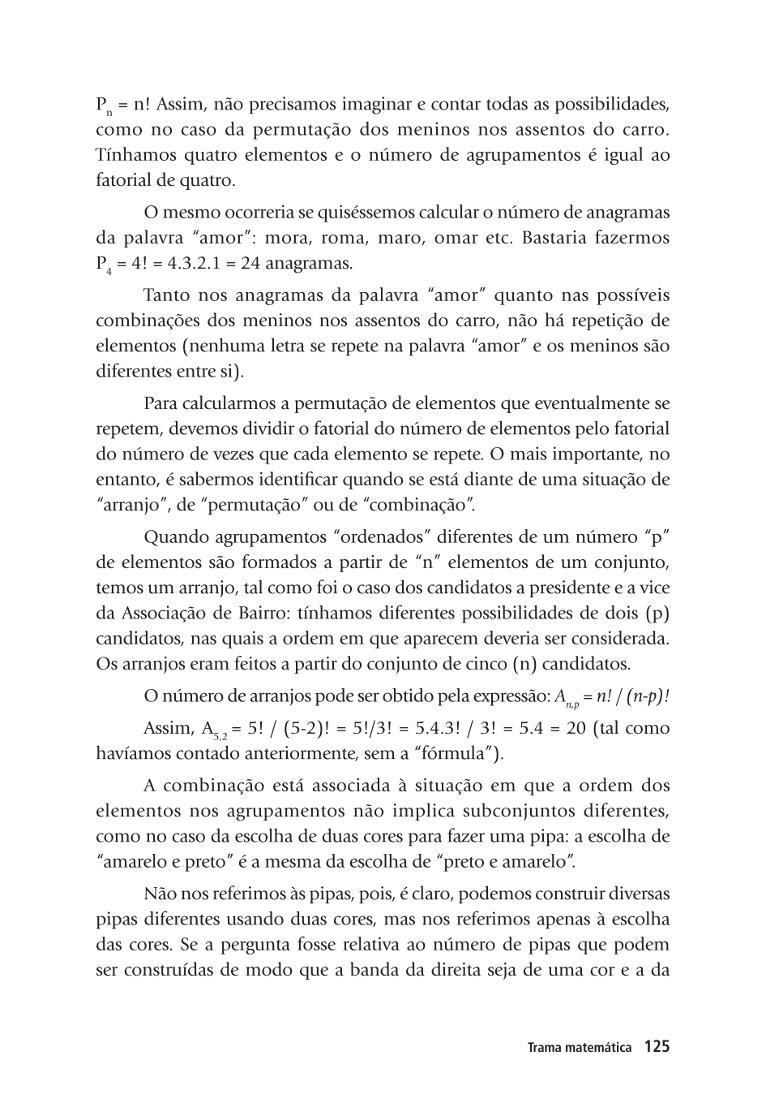 Pn = n! Assim, não precisamos imaginar e contar todas as possibilidades,
como no caso da permutação dos meninos nos assentos do carro.
Tínhamos quatro elementos e o número de agrupamentos é igual ao
fatorial de quatro.
O mesmo ocorreria se quiséssemos calcular o número de anagramas
da palavra “amor”: mora, roma, maro, omar etc. Bastaria fazermos
P4 = 4! = 4.3.2.1 = 24 anagramas.
Tanto nos anagramas da palavra “amor” quanto nas possíveis
combinações dos meninos nos assentos do carro, não há repetição de
elementos (nenhuma letra se repete na palavra “amor” e os meninos são
diferentes entre si).
Para calcularmos a permutação de elementos que eventualmente se
repetem, devemos dividir o fatorial do número de elementos pelo fatorial
do número de vezes que cada elemento se repete. O mais importante, no
entanto, é sabermos identificar quando se está diante de uma situação de
“arranjo”, de “permutação” ou de “combinação”.
Quando agrupamentos “ordenados” diferentes de um número “p”
de elementos são formados a partir de “n” elementos de um conjunto,
temos um arranjo, tal como foi o caso dos candidatos a presidente e a vice
da Associação de Bairro: tínhamos diferentes possibilidades de dois (p)
candidatos, nas quais a ordem em que aparecem deveria ser considerada.
Os arranjos eram feitos a partir do conjunto de cinco (n) candidatos.
O número de arranjos pode ser obtido pela expressão: An,p = n! / (n-p)!
Assim, A5,2 = 5! / (5-2)! = 5!/3! = 5.4.3! / 3! = 5.4 = 20 (tal como
havíamos contado anteriormente, sem a “fórmula”).
A combinação está associada à situação em que a ordem dos
elementos nos agrupamentos não implica subconjuntos diferentes,
como no caso da escolha de duas cores para fazer uma pipa: a escolha de
“amarelo e preto” é a mesma da escolha de “preto e amarelo”.
Não nos referimos às pipas, pois, é claro, podemos construir diversas
pipas diferentes usando duas cores, mas nos referimos apenas à escolha
das cores. Se a pergunta fosse relativa ao número de pipas que podem
ser construídas de modo que a banda da direita seja de uma cor e a da
Trama matemática 125